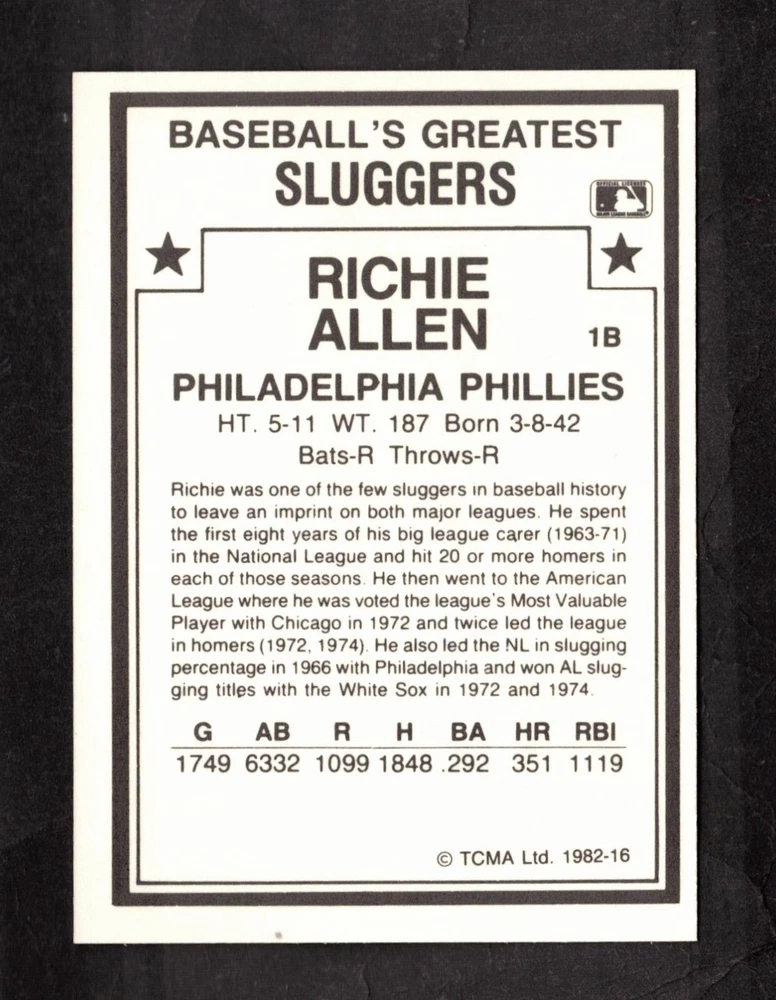 BASEBALL'S GREATEST
SLUGGERS
RICHIE
ALLEN
1B
PHILADELPHIA PHILLIES
HT. 5-11 WT. 187 Born 3-8-42
Bats-R Throws-R
Richie was one of the few sluggers in baseball history
to leave an imprint on both major leagues. He spent
the first eight years of his big league carer (1963-71)
in the National League and hit 20 or more homers in
each of those seasons. He then went to the American
League where he was voted the league's Most Valuable
Player with Chicago in 1972 and twice led the league
in homers (1972, 1974). He also led the NL in slugging
percentage in 1966 with Philadelphia and won AL slug-
ging titles with the White Sox in 1972 and 1974.
G AB R H BA HR RBI
1749 6332 1099 1848 .292 351 1119
© TCMA Ltd. 1982-16